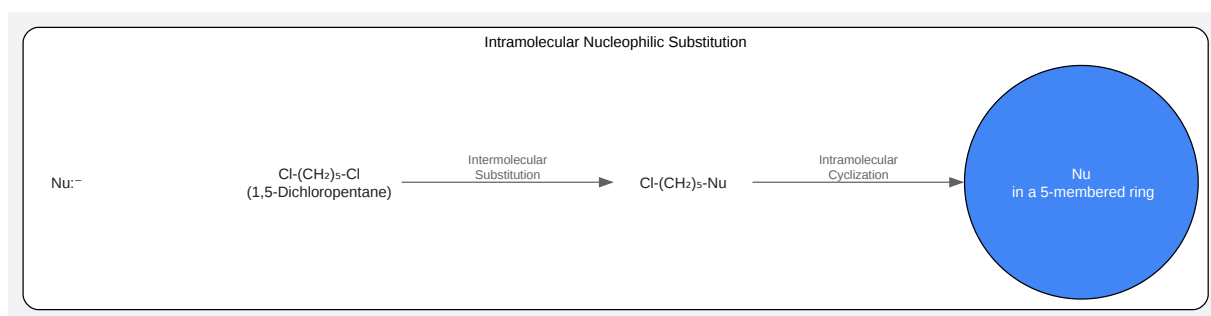 Intramolecular Nucleophilic Substitution
Nu:⁻
Cl-(CH₂)₅-Cl
(1,5-Dichloropentane)
Intermolecular
Substitution
Cl-(CH₂)₅-Nu
Intramolecular
Cyclization
Nu
in a 5-membered ring